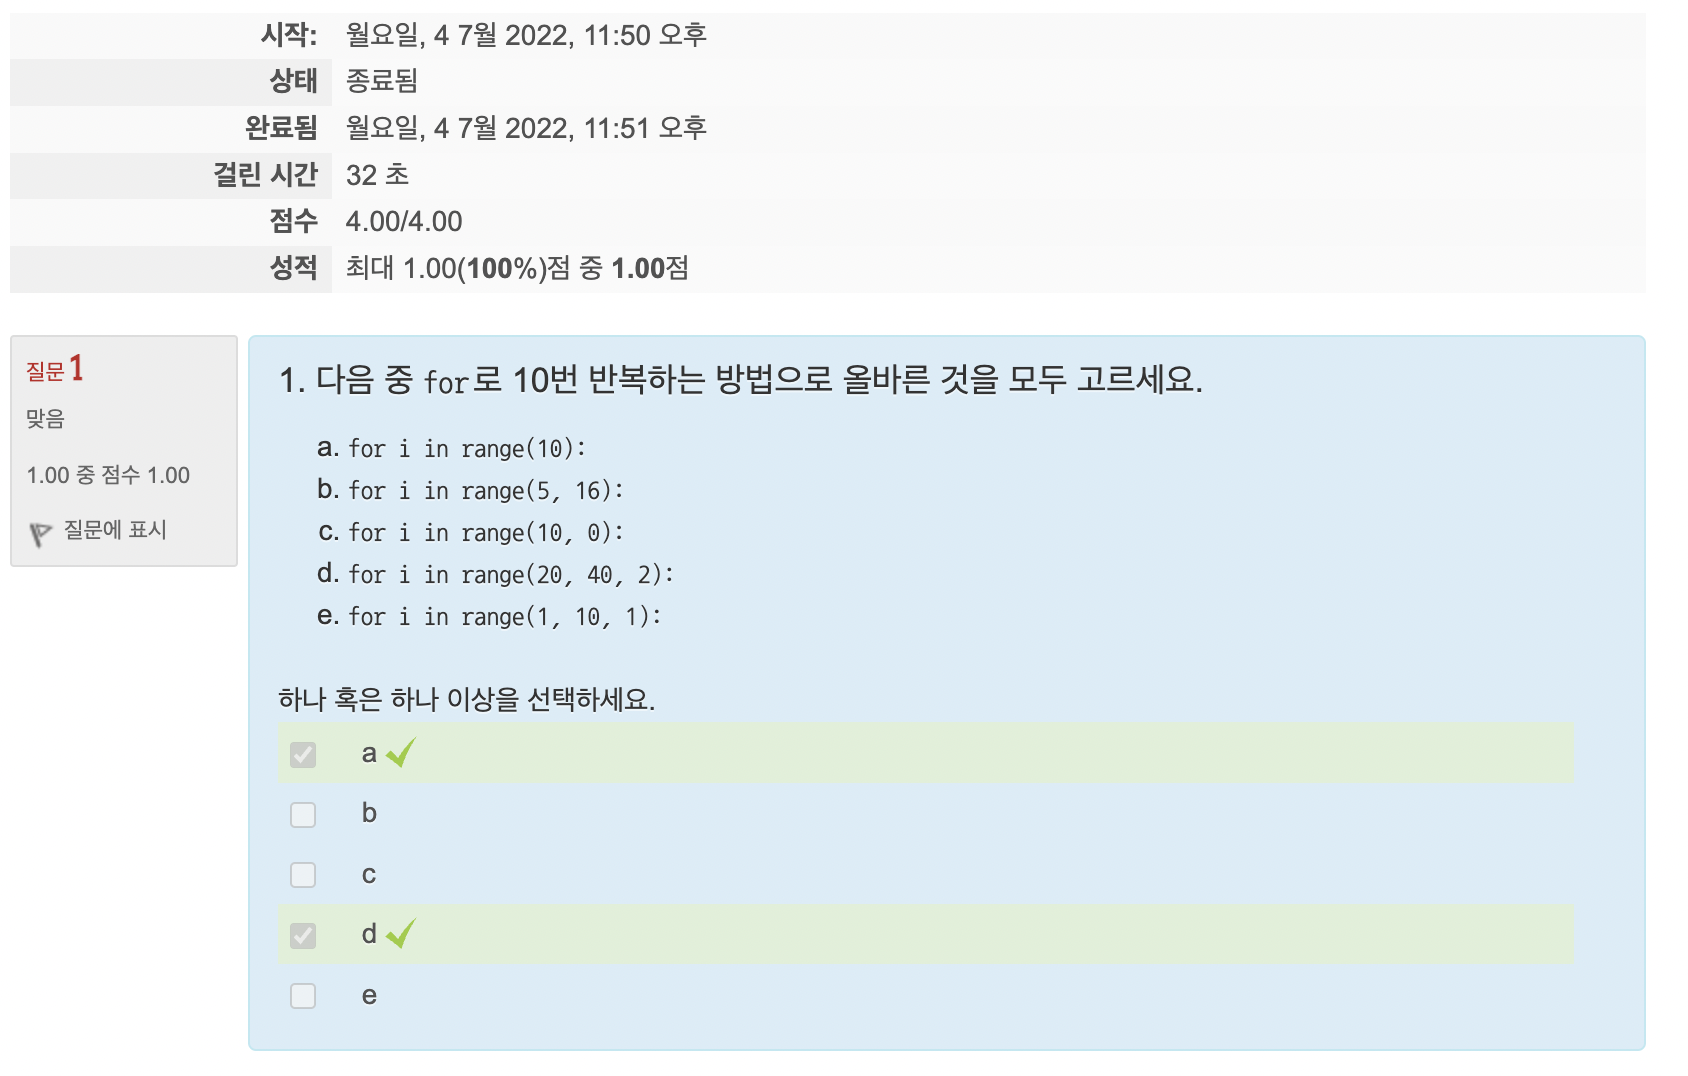 시작: 월요일, 4 7월 2022, 11:50 오후
상태 종료됨
완료됨 월요일, 4 7월 2022, 11:51 오후
걸린 시간 32 초
점수 4.00/4.00
성적 최대 1.00(100%)점 중 1.00점
질문 1
맞음
1.00 중 점수 1.00
질문에 표시
1. 다음 중 for로 10번 반복하는 방법으로 올바른 것을 모두 고르세요.
a. for i in range(10):
b. for i in range(5, 16):
c. for i in range(10, 0):
d. for i in range(20, 40, 2):
e. for i in range(1, 10, 1):
하나 혹은 하나 이상을 선택하세요.
a
b
c
d
e